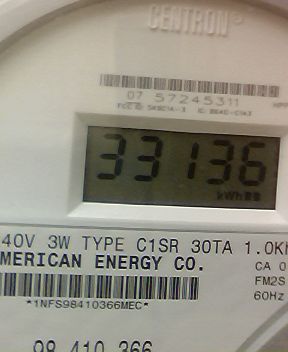 CENTRON®
07 57245311
33136
kWh
40V 3W TYPE C1SR 30TA 1.0K
MERICAN ENERGY CO.
CA 0
FM2S
60Hz
*1NFS98410366MEC*
98 410 366